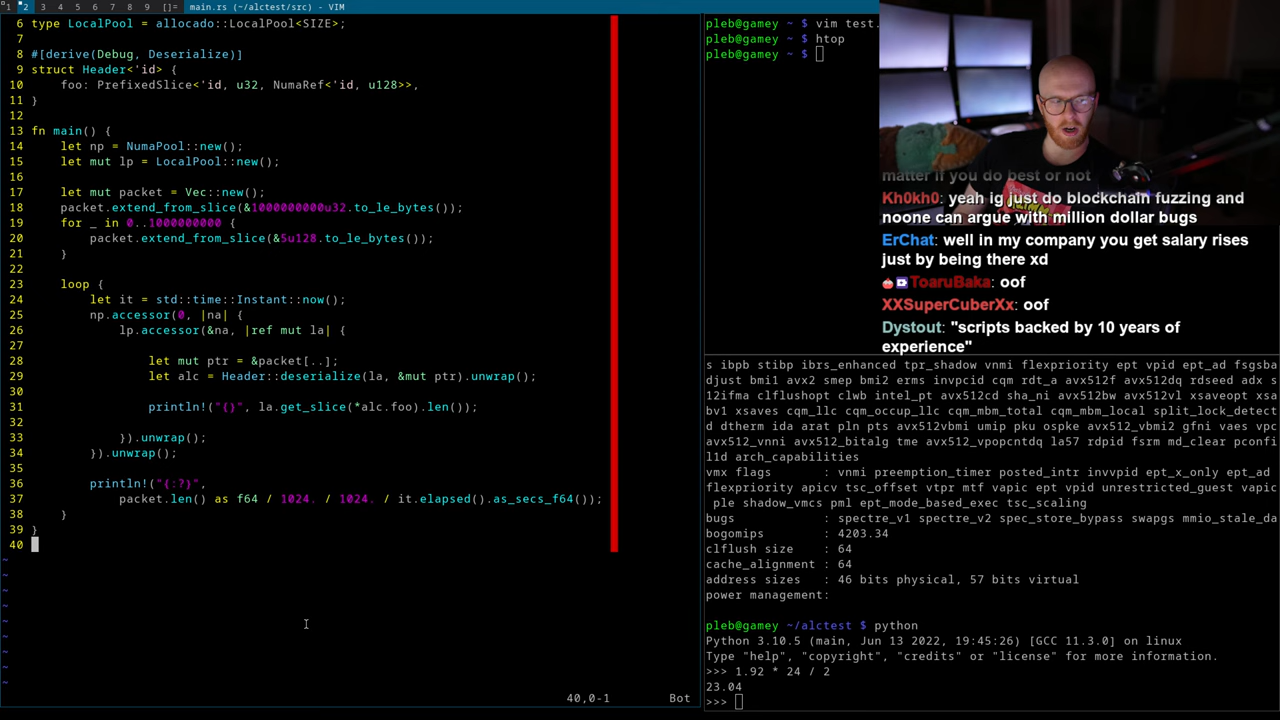 1 2 3 4 5 6 7 8 9 []= main.rs (~/alctest/src) - VIM
6 type LocalPool = allocado::LocalPool<SIZE>;
7
8 #[derive(Debug, Deserialize)]
9 struct Header<'id> {
10 foo: PrefixedSlice<'id, u32, NumaRef<'id, u128>>,
11 }
12
13 fn main() {
14 let np = NumaPool::new();
15 let mut lp = LocalPool::new();
16
17 let mut packet = Vec::new();
18 packet.extend_from_slice(&1000000000u32.to_le_bytes());
19 for _ in 0..1000000000 {
20 packet.extend_from_slice(&5u128.to_le_bytes());
21 }
22
23 loop {
24 let it = std::time::Instant::now();
25 np.accessor(0, |na| {
26 lp.accessor(&na, |ref mut la| {
27
28 let mut ptr = &packet[..];
29 let alc = Header::deserialize(la, &mut ptr).unwrap();
30
31 println!("{}", la.get_slice(*alc.foo).len());
32
33 }).unwrap();
34 }).unwrap();
35
36 println!("{:?}",
37 packet.len() as f64 / 1024. / 1024. / it.elapsed().as_secs_f64());
38 }
39 }
40
~
~
~
~
~
~
~
~
~
40,0-1 Bot
pleb@gamey ~ $ vim test.
pleb@gamey ~ $ htop
pleb@gamey ~ $
matter if you do best or not
Kh0kh0: yeah ig just do blockchain fuzzing and
noone can argue with million dollar bugs
ErChat: well in my company you get salary rises
just by being there xd
ToaruBaka: oof
XXSuperCuberXx: oof
Dystout: "scripts backed by 10 years of
experience"
s ibpb stibp ibrs_enhanced tpr_shadow vnmi flexpriority ept vpid ept_ad fsgsba
djust bmi1 avx2 smep bmi2 erms invpcid cqm rdt_a avx512f avx512dq rdseed adx s
12ifma clflushopt clwb intel_pt avx512cd sha_ni avx512bw avx512vl xsaveopt xsa
bv1 xsaves cqm_llc cqm_occup_llc cqm_mbm_total cqm_mbm_local split_lock_detect
d dtherm ida arat pln pts avx512vbmi umip pku ospke avx512_vbmi2 gfni vaes vpc
avx512_vnni avx512_bitalg tme avx512_vpopcntdq la57 rdpid fsrm md_clear pconfi
l1d arch_capabilities
vmx flags : vnmi preemption_timer posted_intr invvpid ept_x_only ept_ad
flexpriority apicv tsc_offset vtpr mtf vapic ept vpid unrestricted_guest vapic
ple shadow_vmcs pml ept_mode_based_exec tsc_scaling
bugs : spectre_v1 spectre_v2 spec_store_bypass swapgs mmio_stale_da
bogomips : 4203.34
clflush size : 64
cache_alignment : 64
address sizes : 46 bits physical, 57 bits virtual
power management:
pleb@gamey ~/alctest $ python
Python 3.10.5 (main, Jun 13 2022, 19:45:26) [GCC 11.3.0] on linux
Type "help", "copyright", "credits" or "license" for more information.
>>> 1.92 * 24 / 2
23.04
>>>